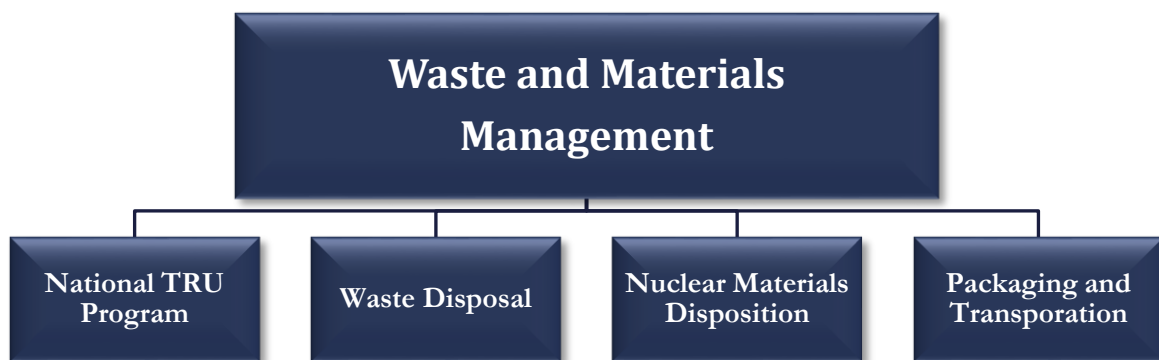 Waste and Materials
Management
National TRU
Program
Waste Disposal
Nuclear Materials
Disposition
Packaging and
Transporation